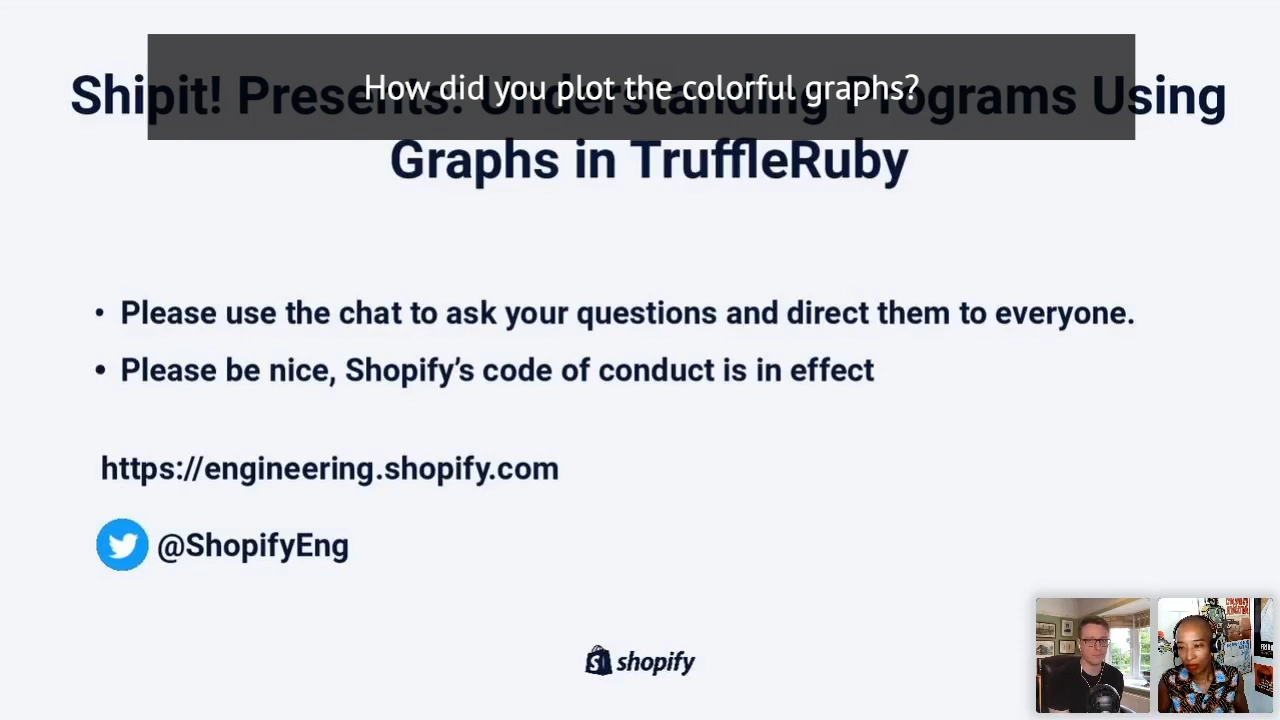 How did you plot the colorful graphs?
Shipit! Presents: Understanding Programs Using
Graphs in TruffleRuby
• Please use the chat to ask your questions and direct them to everyone.
• Please be nice, Shopify’s code of conduct is in effect
https://engineering.shopify.com
@ShopifyEng
shopify